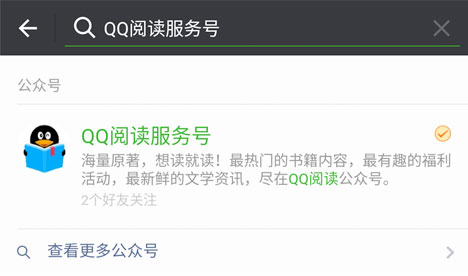 QQ阅读服务号
公众号
QQ阅读服务号
海量原著，想读就读！最热门的书籍内容，最有趣的福利
活动，最新鲜的文学资讯，尽在QQ阅读公众号。
2个好友关注
查看更多公众号